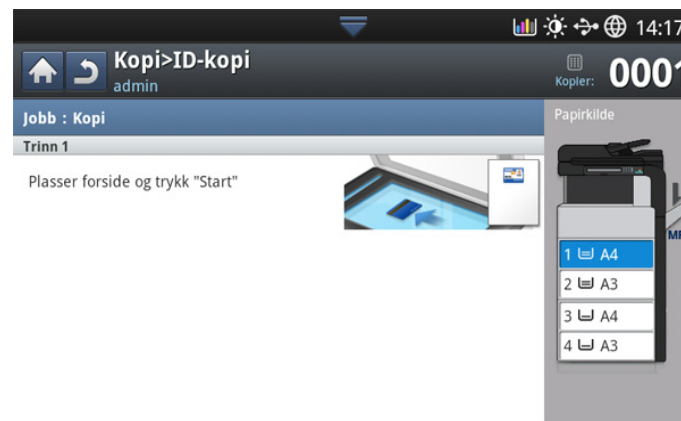 14:17
Kopi>ID-kopi
admin
Kopier:
0001
Jobb : Kopi
Papirkilde
Trinn 1
Plasser forside og trykk "Start"
1 A4
2 A3
3 A4
4 A3